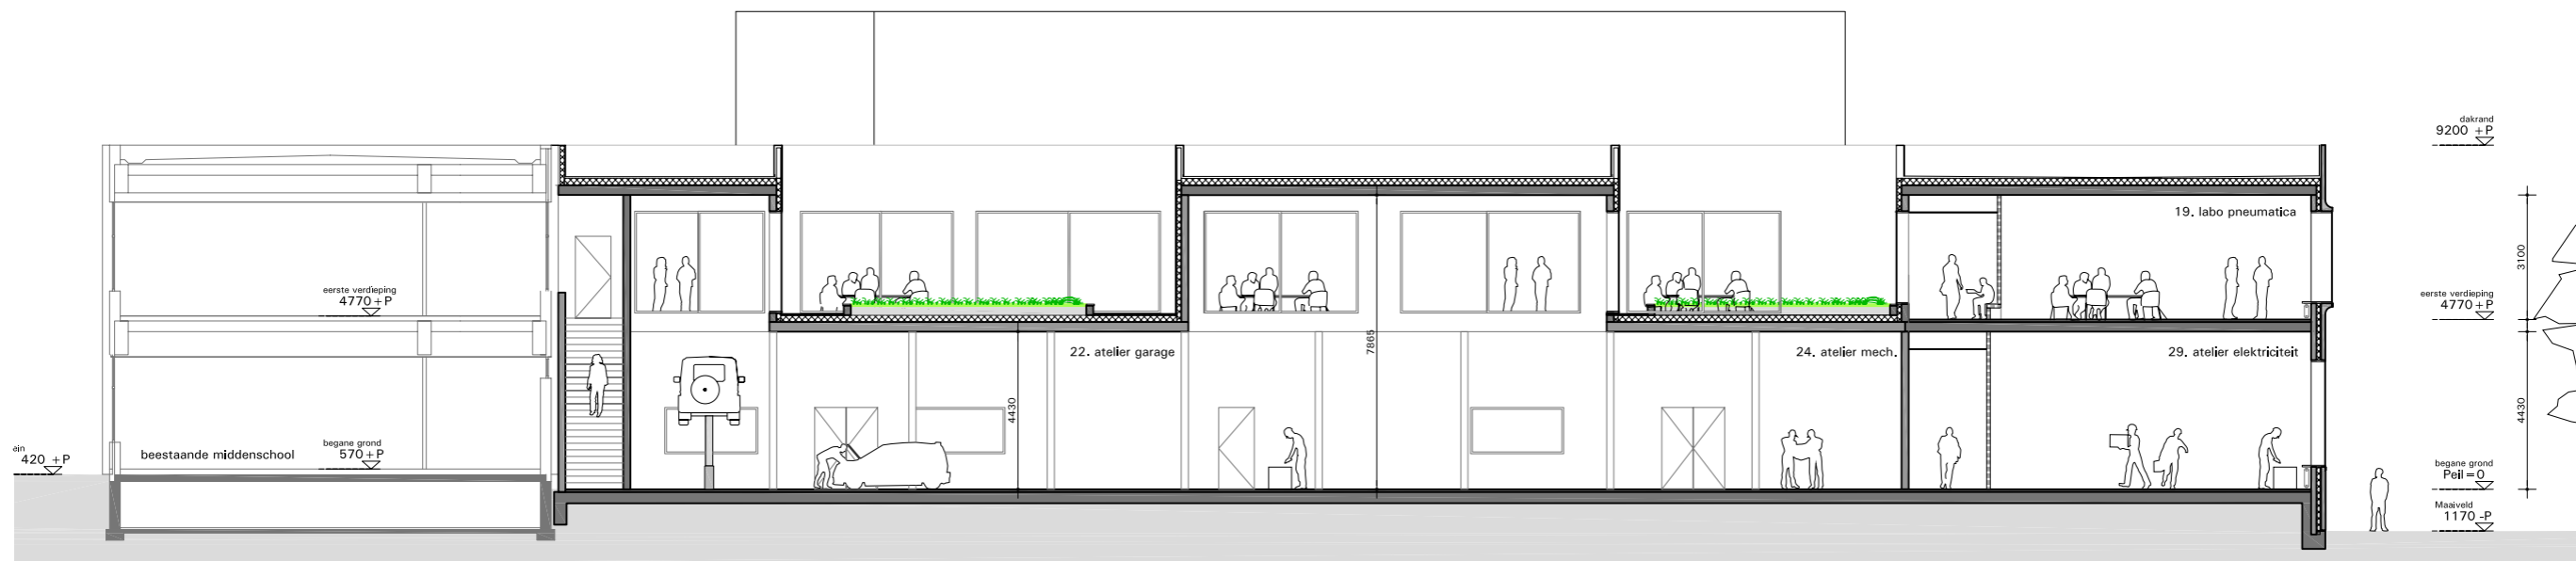 dakrand
9200 +P
19. labo pneumatica
3100
eerste verdieping
4770+P
eerste verdieping
4770+P
7865
22. atelier garage
24. atelier mech.
29. atelier elektriciteit
4430
4430
ein
420 +P
beestaande middenschool
begane grond
570+P
begane grond
Peil=0
Maaiveld
1170 -P